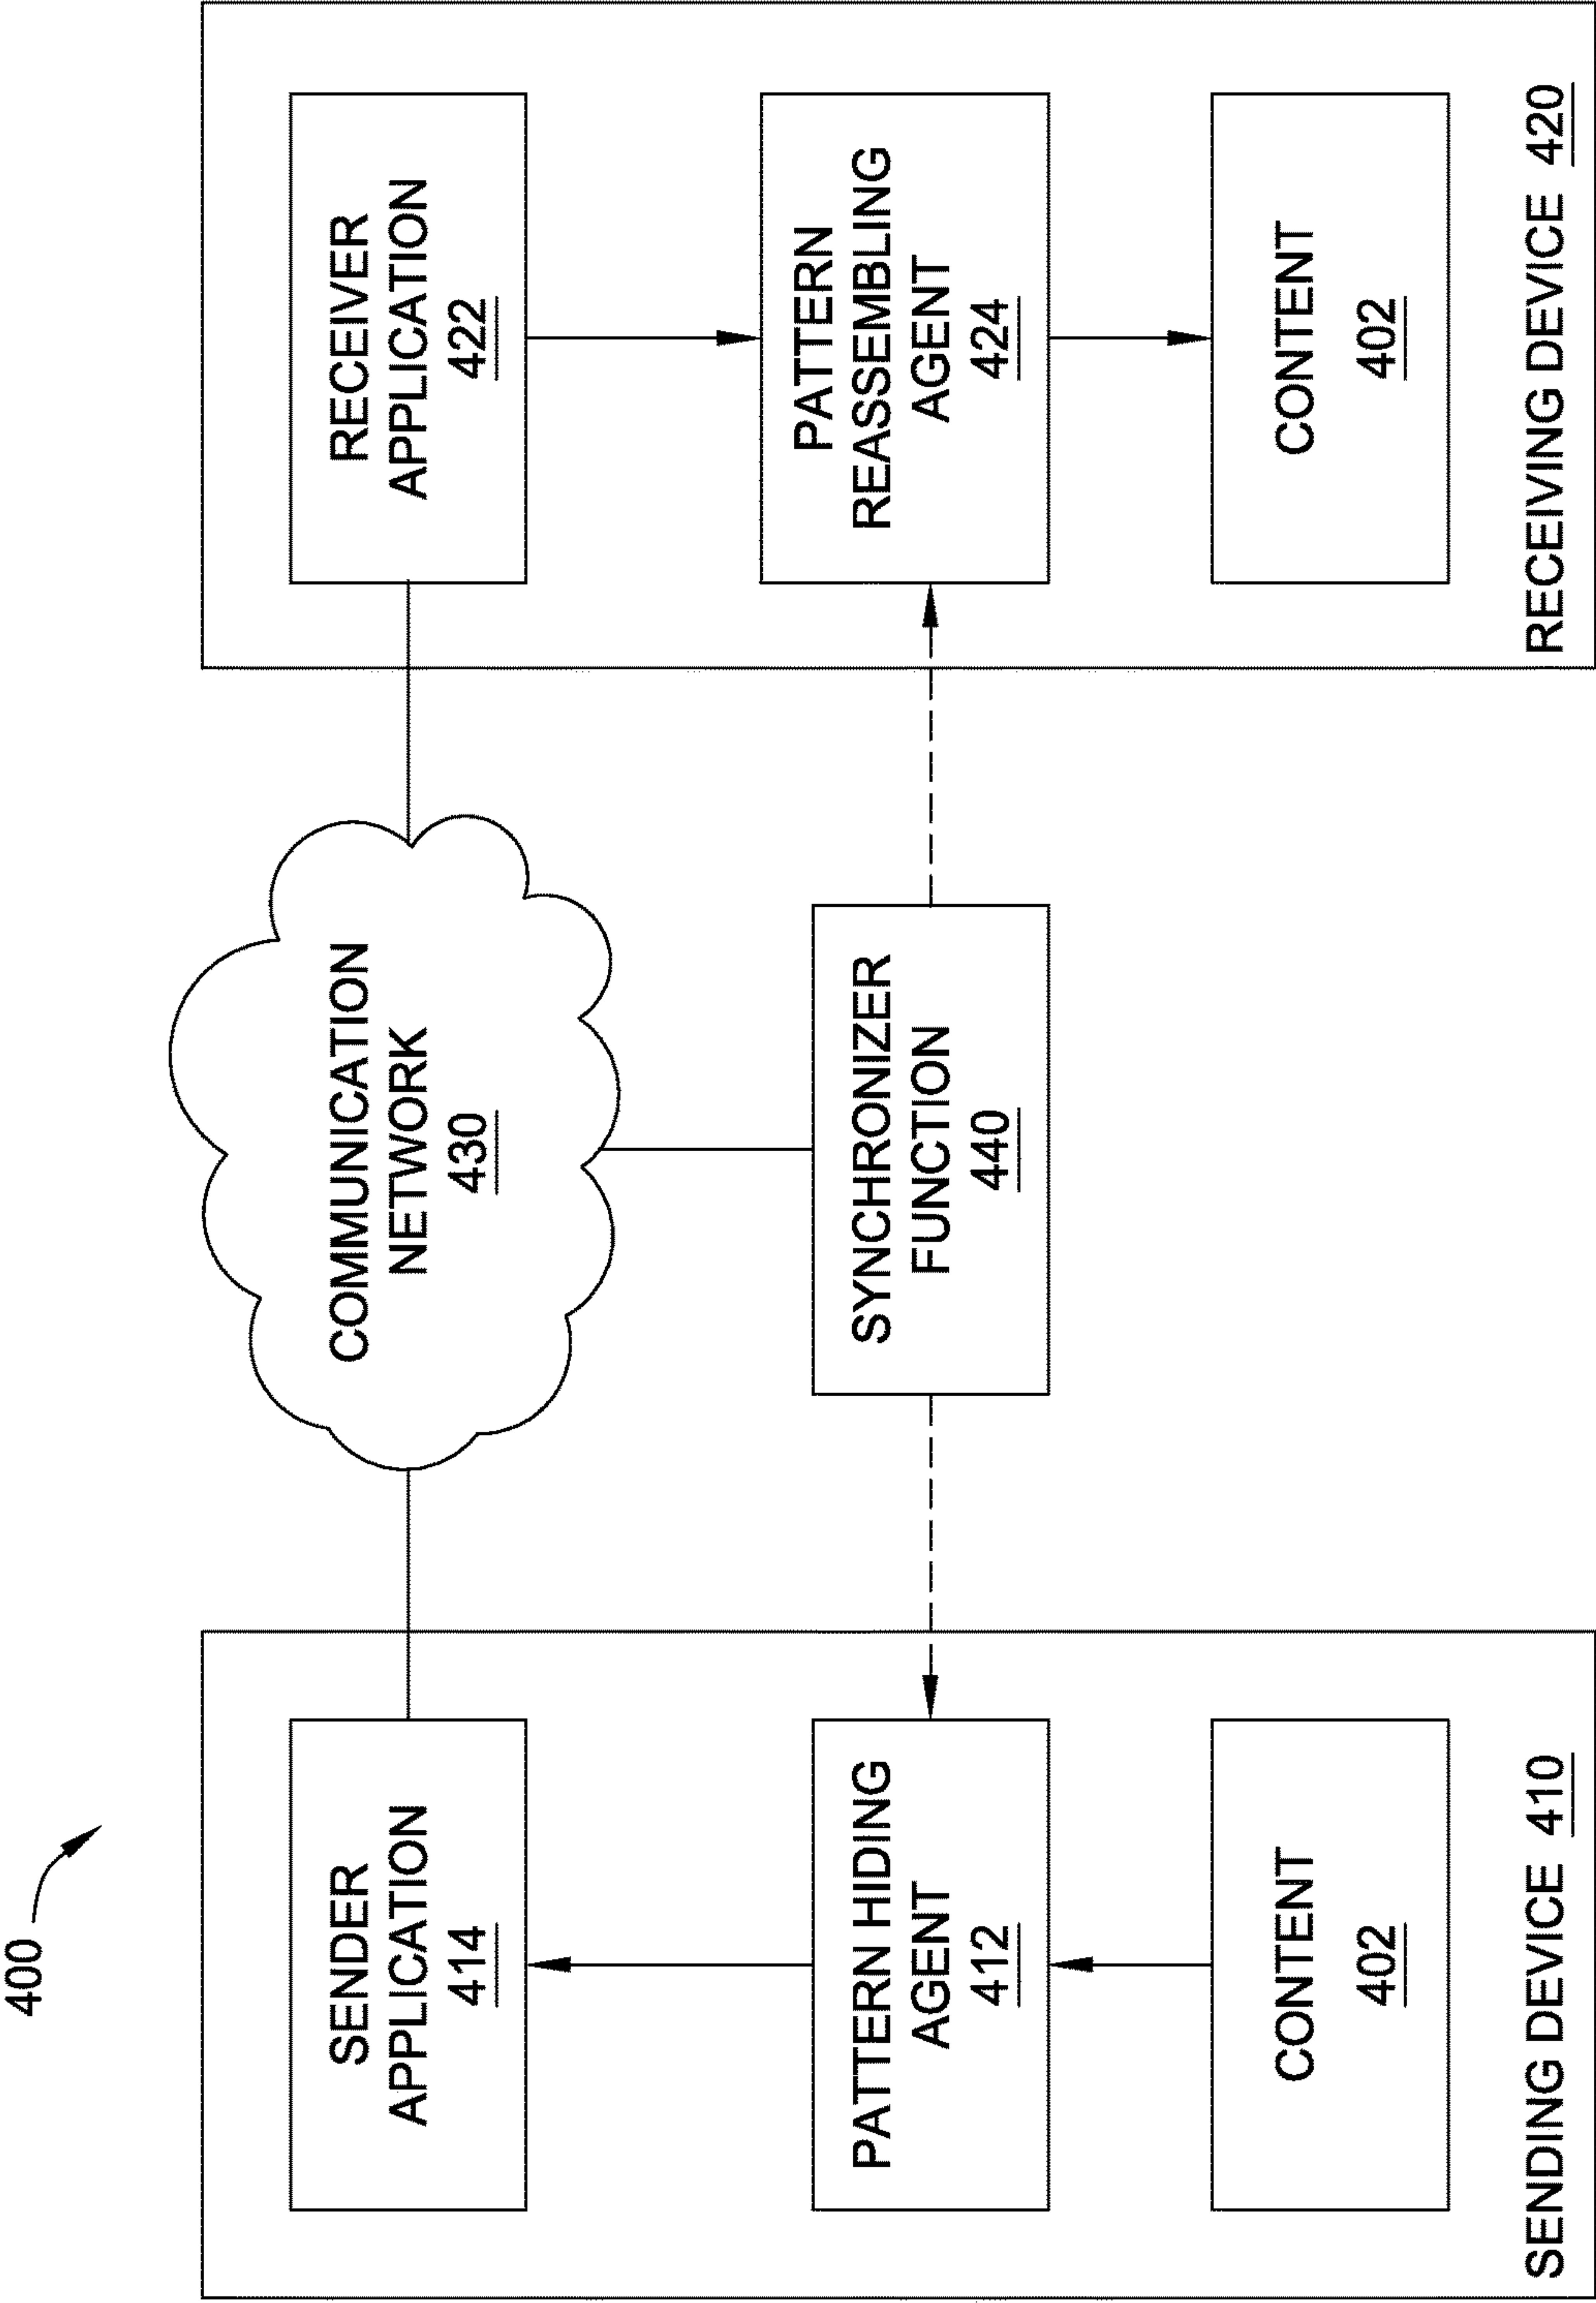 400
SENDER
APPLICATION
414
PATTERN HIDING
AGENT
412
CONTENT
402
SENDING DEVICE 410
COMMUNICATION
NETWORK
430
SYNCHRONIZER
FUNCTION
440
RECEIVER
APPLICATION
422
PATTERN
REASSEMBLING
AGENT
424
CONTENT
402
RECEIVING DEVICE 420